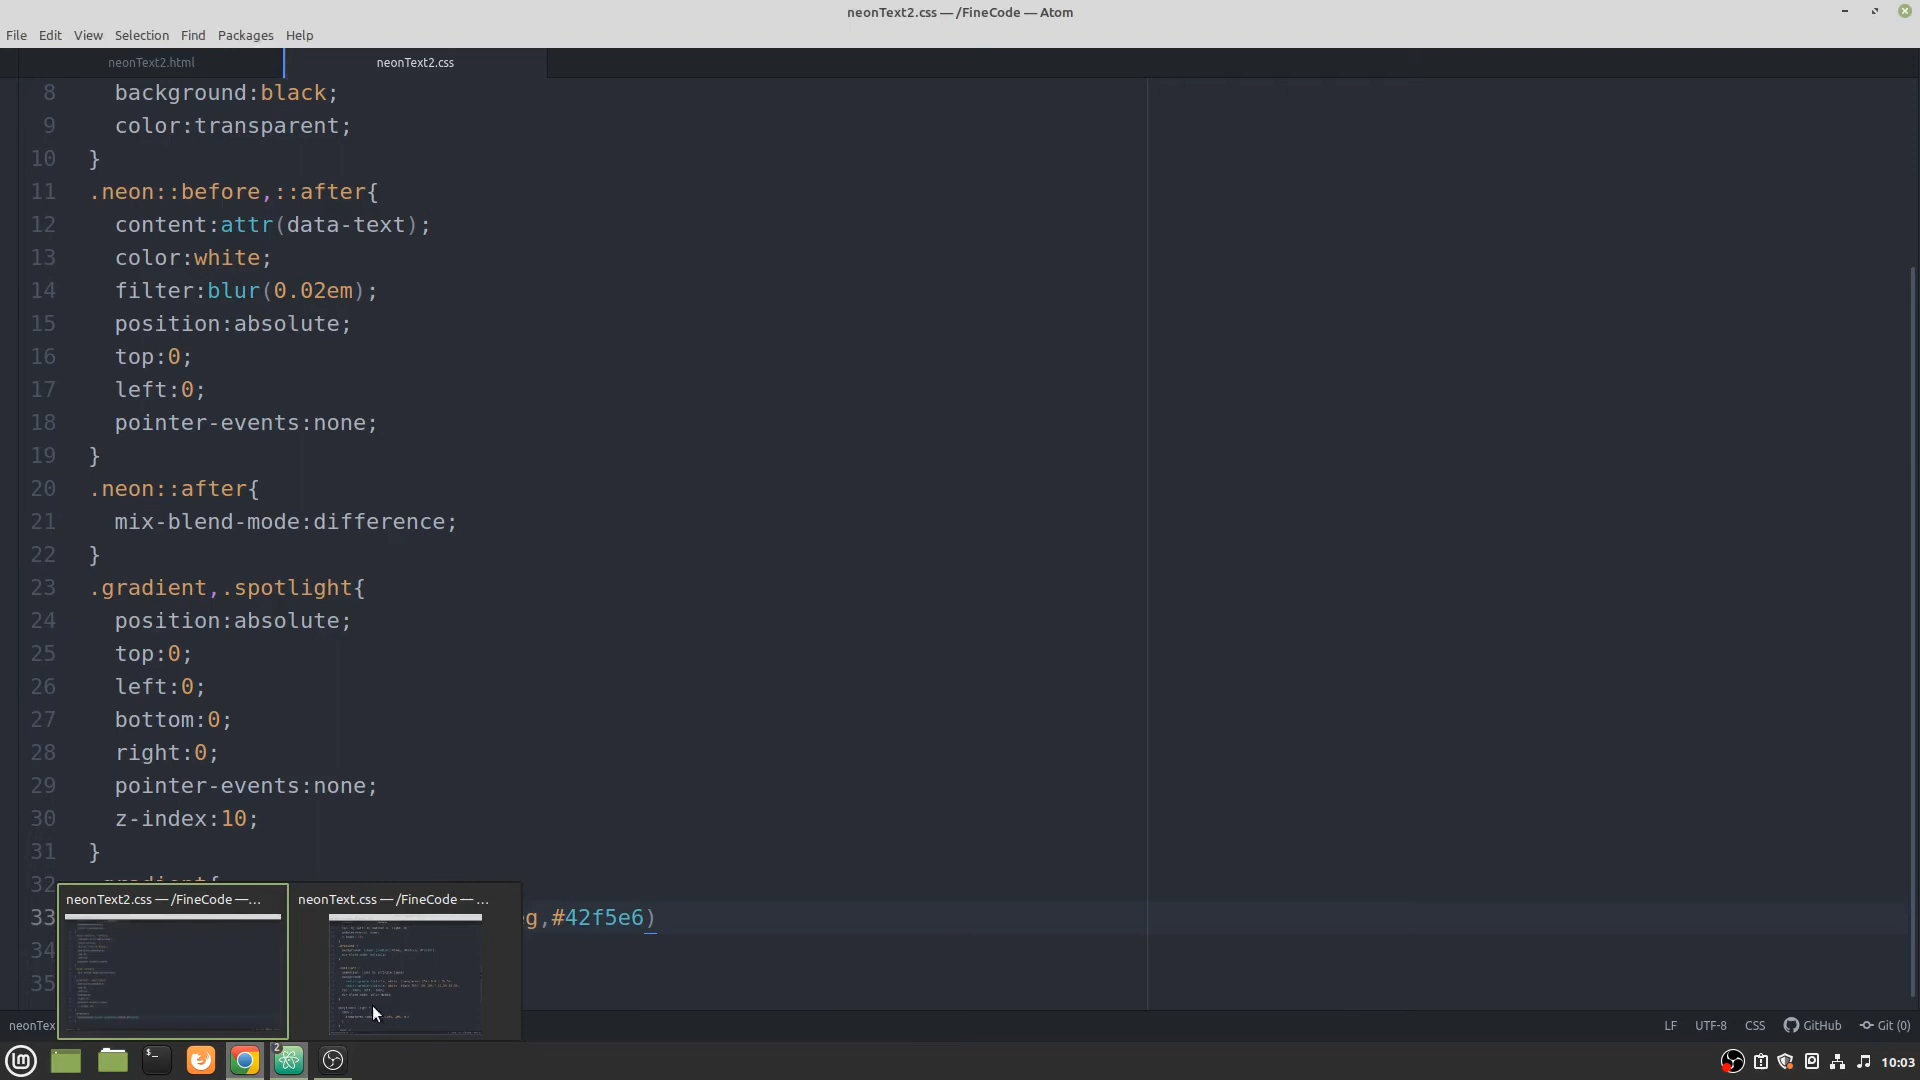 neonText2.css — /FineCode — Atom
File Edit View Selection Find Packages Help
neonText2.html neonText2.css
8 background:black;
9 color:transparent;
10 }
11 .neon::before,::after{
12 content:attr(data-text);
13 color:white;
14 filter:blur(0.02em);
15 position:absolute;
16 top:0;
17 left:0;
18 pointer-events:none;
19 }
20 .neon::after{
21 mix-blend-mode:difference;
22 }
23 .gradient,.spotlight{
24 position:absolute;
25 top:0;
26 left:0;
27 bottom:0;
28 right:0;
29 pointer-events:none;
30 z-index:10;
31 }
32
neonText2.css — /FineCode —... neonText.css — /FineCode — ...
33 g,#42f5e6)
34
35
neonTex LF UTF-8 CSS GitHub Git (0)
2
10:03